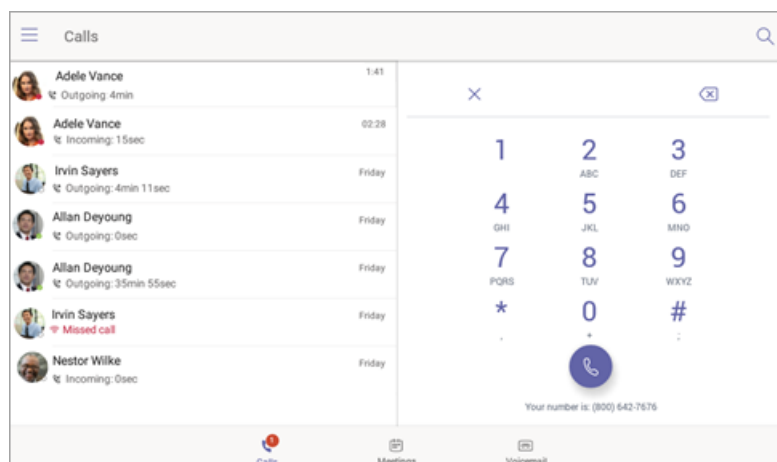 Calls
Adele Vance 1:41
Outgoing: 4min
Adele Vance 02:28
Incoming: 15sec
Irvin Sayers Friday
Outgoing: 4min 11sec
Allan Deyoung Friday
Outgoing: 0sec
Allan Deyoung Friday
Outgoing: 35min 55sec
Irvin Sayers Friday
Missed call
Nestor Wilke Friday
Incoming: 0sec
1 2 3
ABC DEF
4 5 6
GHI JKL MNO
7 8 9
PQRS TUV WXYZ
* 0 #
, + ;
Your number is: (800) 642-7676
1
Calls Meetings Voicemail